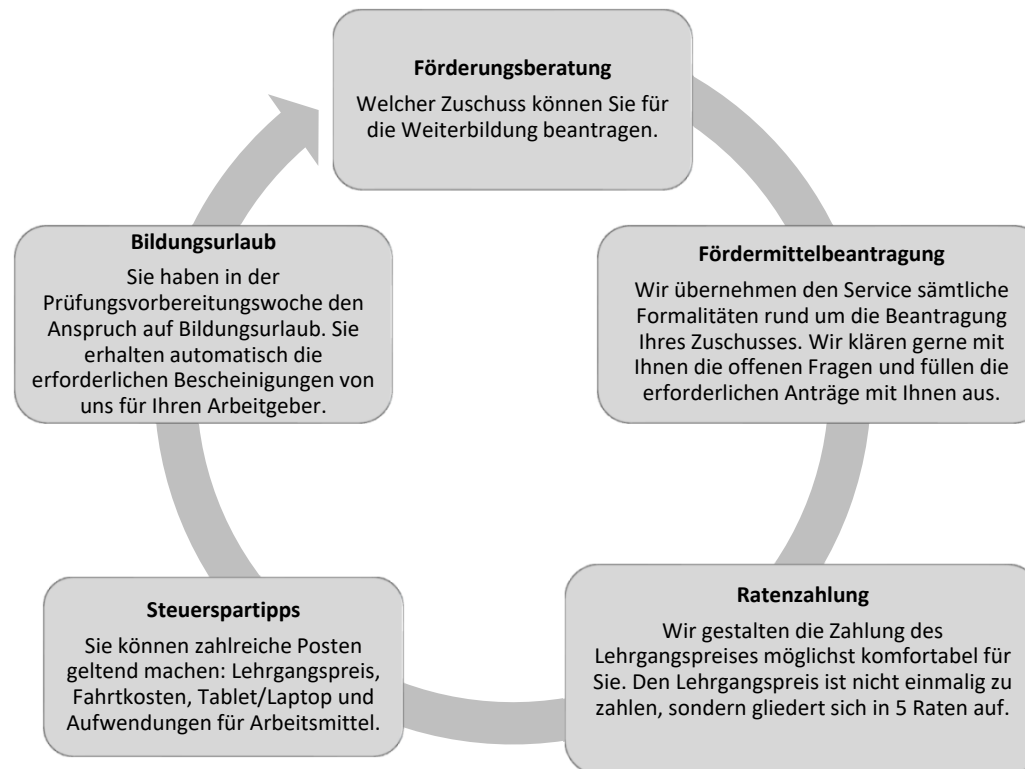 Förderungsberatung
Welcher Zuschuss können Sie für
die Weiterbildung beantragen.
Fördermittelbeantragung
Wir übernehmen den Service sämtliche
Formalitäten rund um die Beantragung
Ihres Zuschusses. Wir klären gerne mit
Ihnen die offenen Fragen und füllen die
erforderlichen Anträge mit Ihnen aus.
Ratenzahlung
Wir gestalten die Zahlung des
Lehrgangspreises möglichst komfortabel für
Sie. Den Lehrgangspreis ist nicht einmalig zu
zahlen, sondern gliedert sich in 5 Raten auf.
Steuerspartipps
Sie können zahlreiche Posten
geltend machen: Lehrgangspreis,
Fahrtkosten, Tablet/Laptop und
Aufwendungen für Arbeitsmittel.
Bildungsurlaub
Sie haben in der
Prüfungsvorbereitungswoche den
Anspruch auf Bildungsurlaub. Sie
erhalten automatisch die
erforderlichen Bescheinigungen von
uns für Ihren Arbeitgeber.